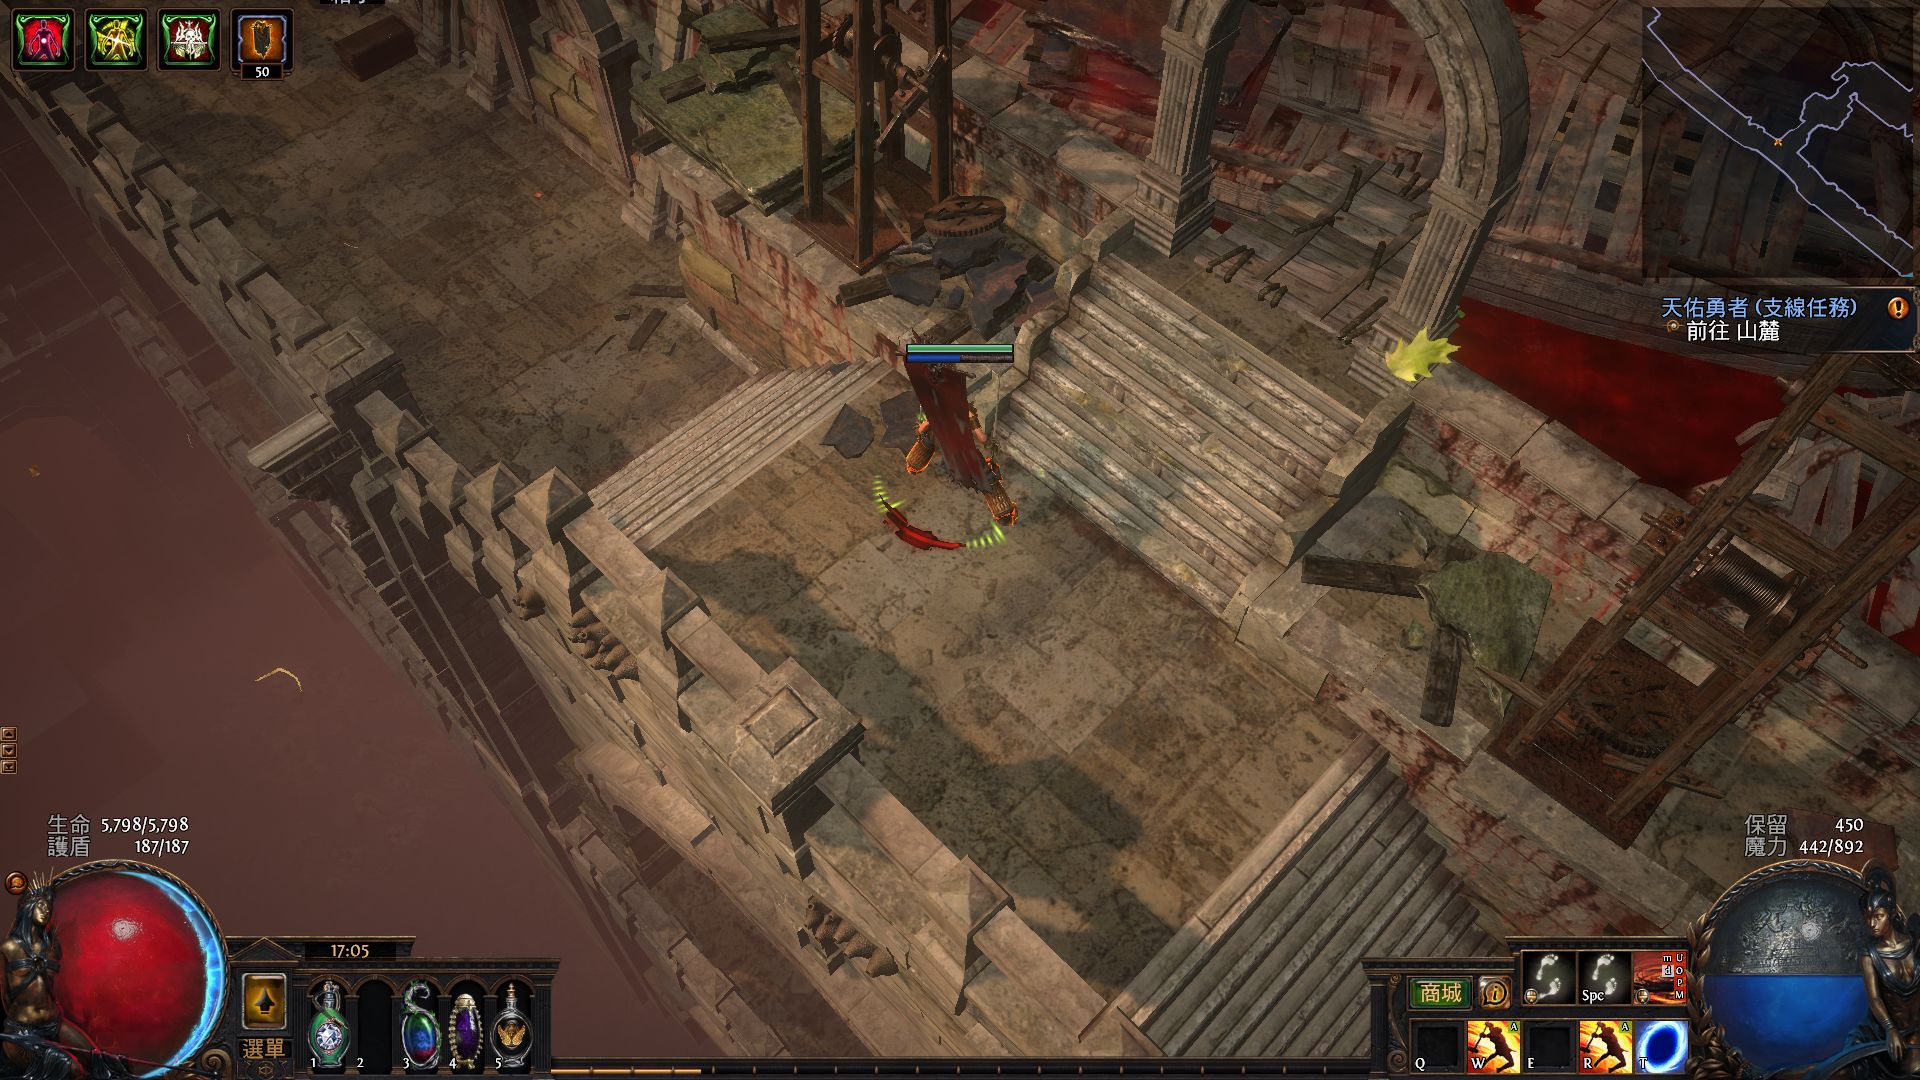 50
天佑勇者 (支線任務)
前往 山麓
生命 5,798/5,798
護盾 187/187
保留 450
魔力 442/892
17:05
選單
1
2
3
4
5
商城
Spc
Q
W
A
E
R
A
T